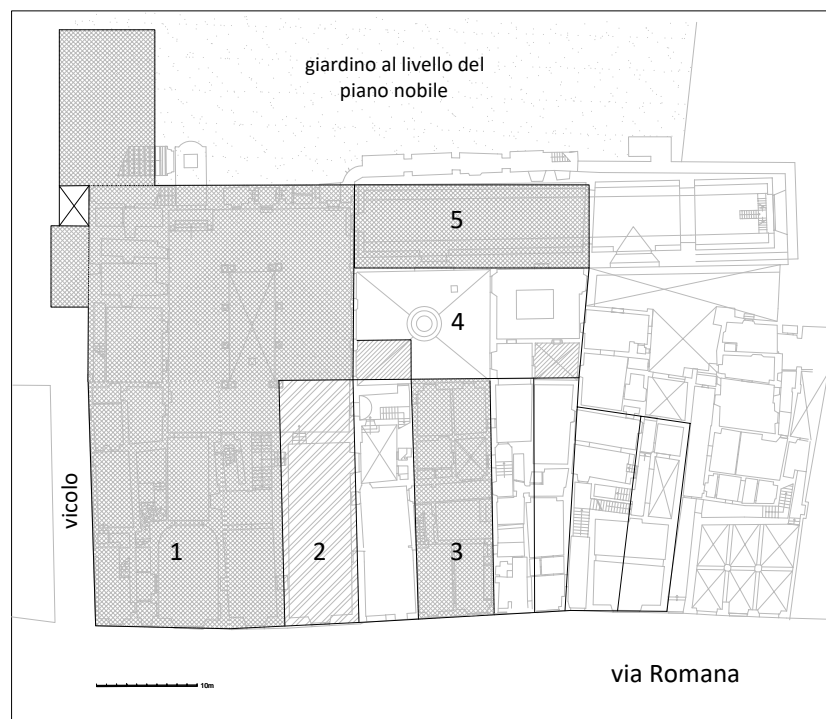 giardino al livello del
piano nobile
5
4
vicolo
1
2
3
via Romana
10m